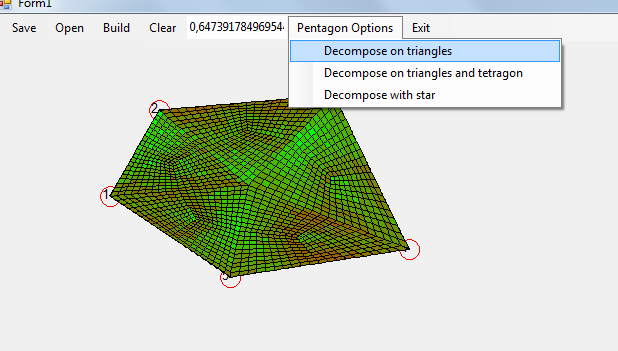 Form1
Save Open Build Clear 0,6473917849695 Pentagon Options Exit
Decompose on triangles
Decompose on triangles and tetragon
Decompose with star
2
1